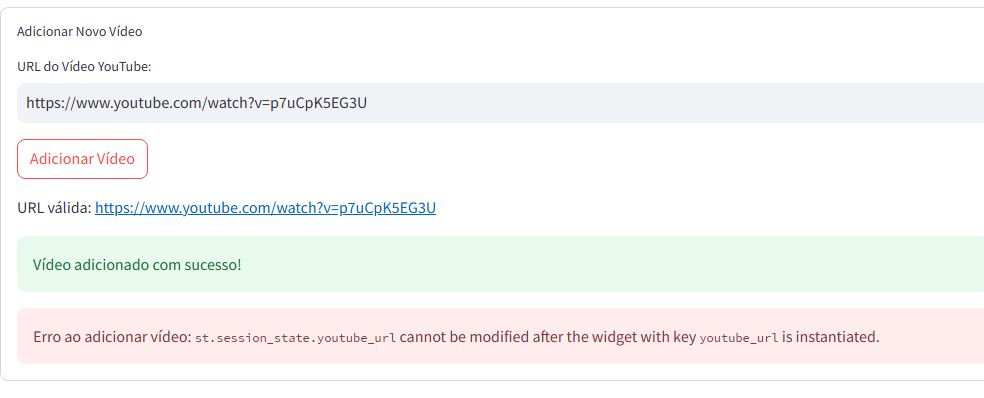 Adicionar Novo Vídeo
URL do Vídeo YouTube:
https://www.youtube.com/watch?v=p7uCpK5EG3U
Adicionar Vídeo
URL válida: https://www.youtube.com/watch?v=p7uCpK5EG3U
Vídeo adicionado com sucesso!
Erro ao adicionar vídeo: st.session_state.youtube_url cannot be modified after the widget with key youtube_url is instantiated.